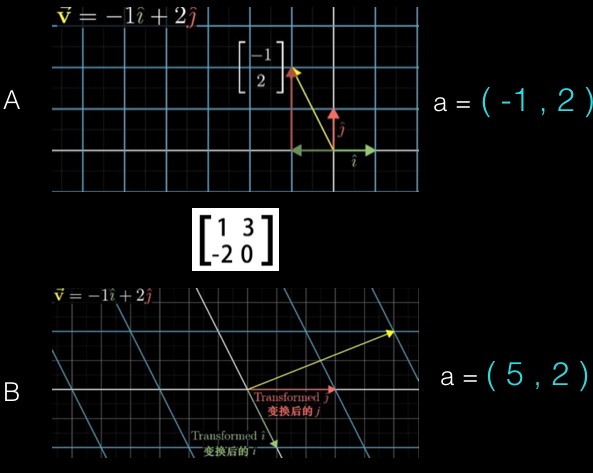 v⃗ = −1î + 2ĵ
[−1
2]
A
a = ( -1 , 2 )
ĵ
î
[1 3
-2 0]
v⃗ = −1î + 2ĵ
B
a = ( 5 , 2 )
Transformed ĵ
变换后的 ĵ
Transformed î
变换后的 î